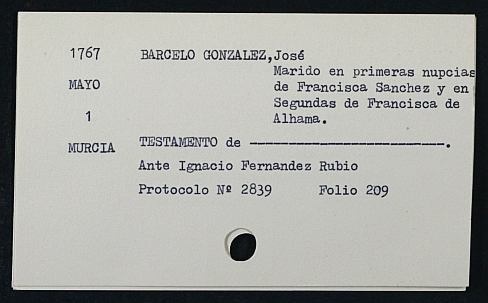 1767 BARCELO GONZALEZ,José
Marido en primeras nupcias
MAYO de Francisca Sanchez y en
Segundas de Francisca de
1 Alhama.
MURCIA TESTAMENTO de -------------------------.
Ante Ignacio Fernandez Rubio
Protocolo Nº 2839 Folio 209